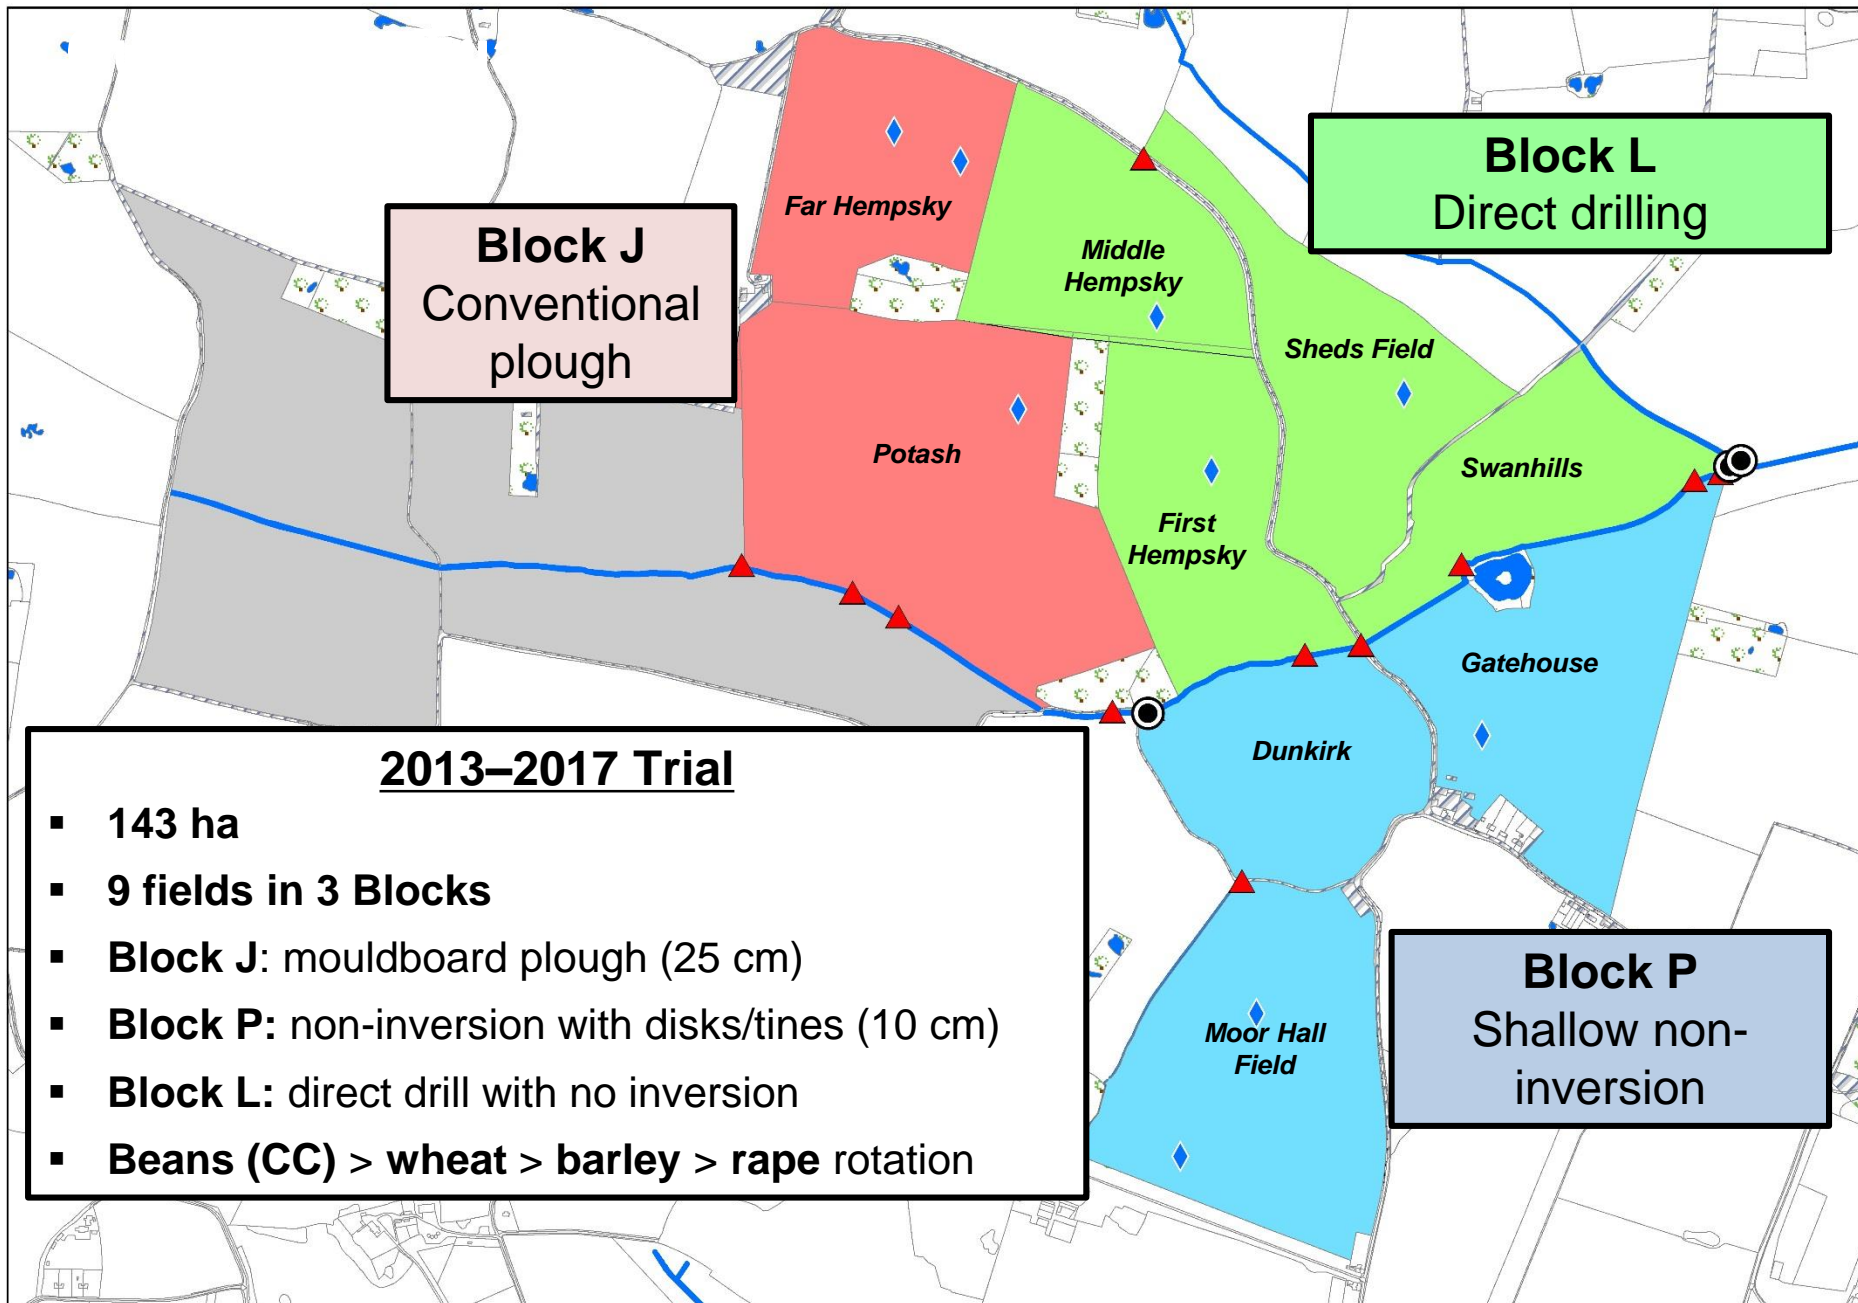 Block L
Direct drilling
Far Hempsky
Block J
Conventional
plough
Middle
Hempsky
Sheds Field
Potash
Swanhills
First
Hempsky
Gatehouse
Dunkirk
2013–2017 Trial
▪ 143 ha
▪ 9 fields in 3 Blocks
▪ Block J: mouldboard plough (25 cm)
▪ Block P: non-inversion with disks/tines (10 cm)
▪ Block L: direct drill with no inversion
▪ Beans (CC) > wheat > barley > rape rotation
Block P
Shallow non-
inversion
Moor Hall
Field